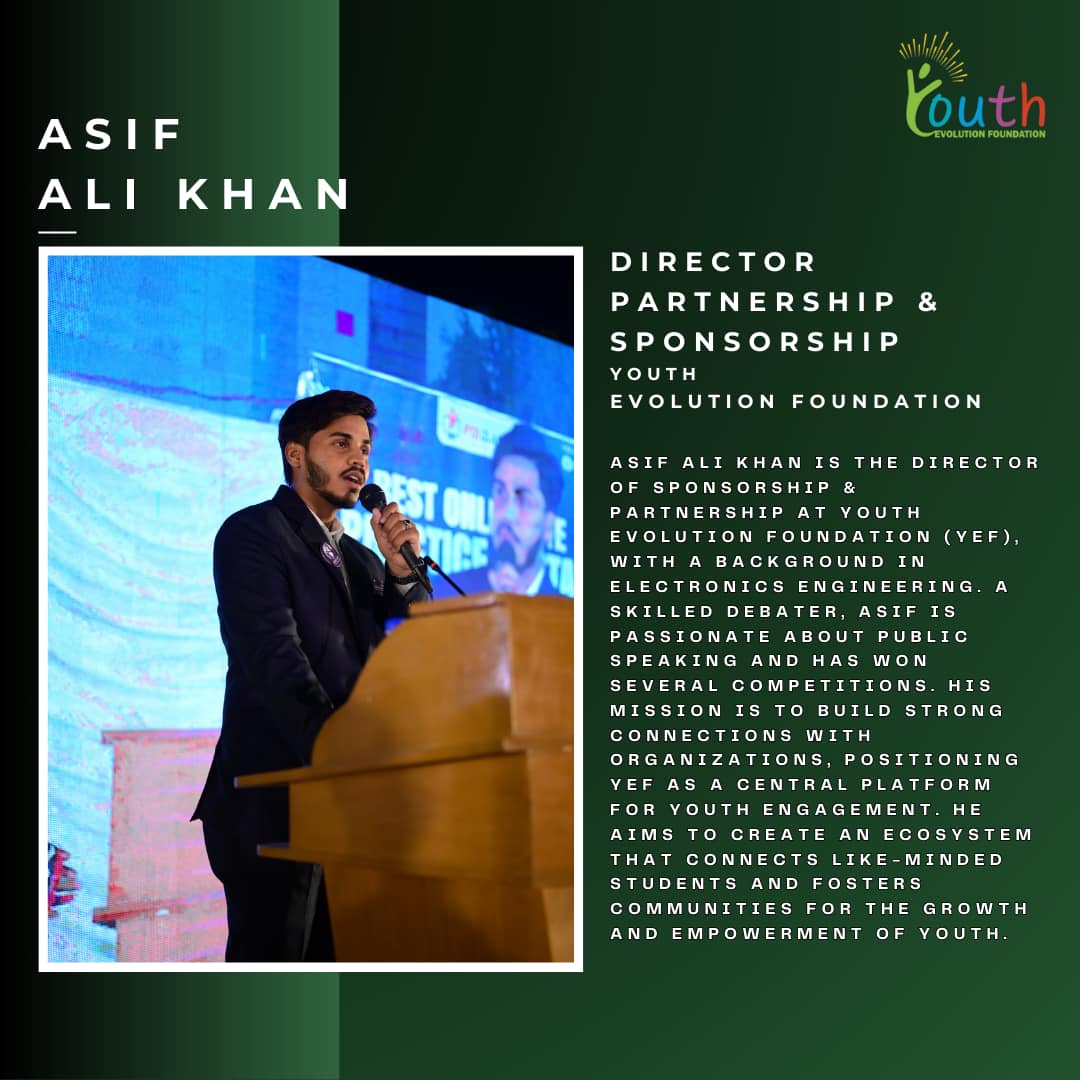 Youth
EVOLUTION FOUNDATION
ASIF
ALI KHAN
BEST ONLI
DIRECTOR
PARTNERSHIP &
SPONSORSHIP
YOUTH
EVOLUTION FOUNDATION
ASIF ALI KHAN IS THE DIRECTOR
OF SPONSORSHIP &
PARTNERSHIP AT YOUTH
EVOLUTION FOUNDATION (YEF),
WITH A BACKGROUND IN
ELECTRONICS ENGINEERING. A
SKILLED DEBATER, ASIF IS
PASSIONATE ABOUT PUBLIC
SPEAKING AND HAS WON
SEVERAL COMPETITIONS. HIS
MISSION IS TO BUILD STRONG
CONNECTIONS WITH
ORGANIZATIONS, POSITIONING
YEF AS A CENTRAL PLATFORM
FOR YOUTH ENGAGEMENT. HE
AIMS TO CREATE AN ECOSYSTEM
THAT CONNECTS LIKE-MINDED
STUDENTS AND FOSTERS
COMMUNITIES FOR THE GROWTH
AND EMPOWERMENT OF YOUTH.